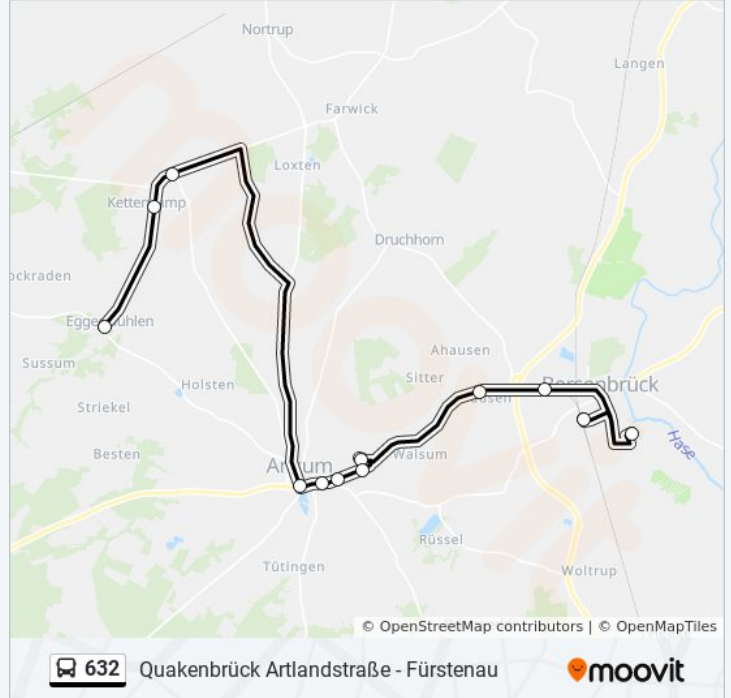 Nortrup
Langen
Farwick
Loxten
Druchhorn
Eggermühlen
Sussum
Ahausen
Sitter
Holsten
Striekel
Besten
Walsum
Hase
Rüssel
Tütingen
Woltrup
© OpenStreetMap contributors | © OpenMapTiles
632 Quakenbrück Artlandstraße - Fürstenau moovit